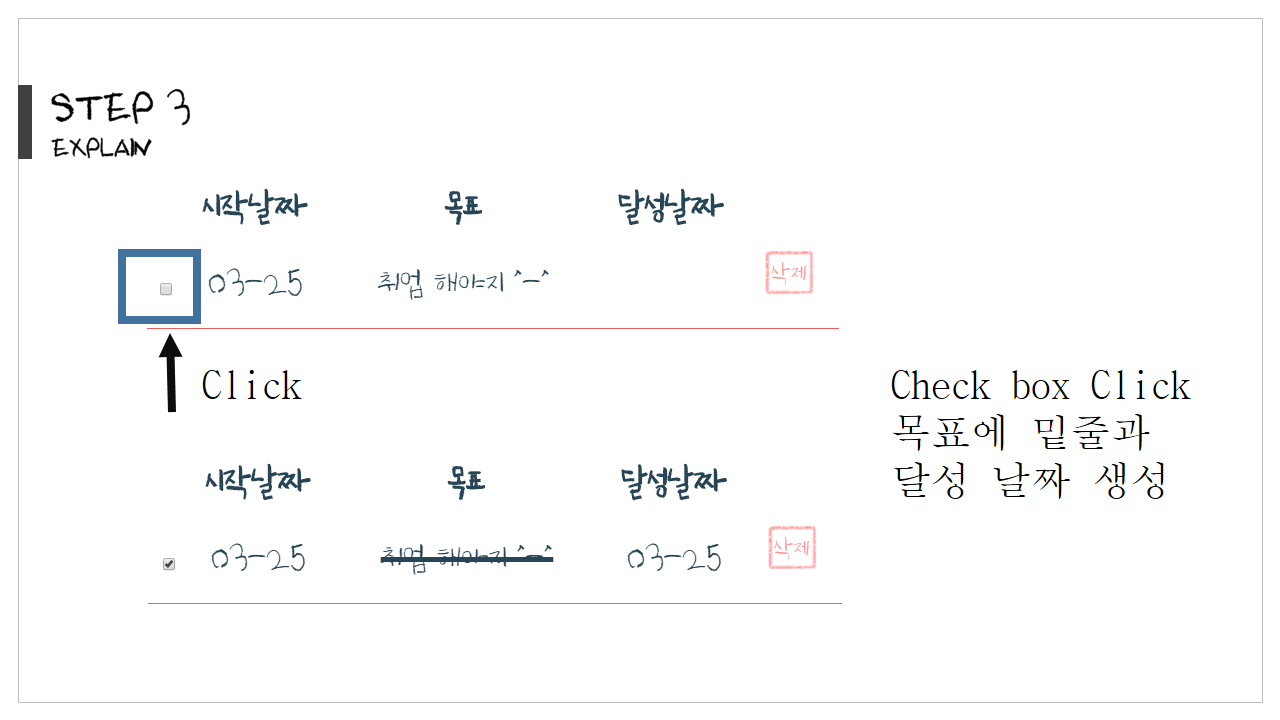 STEP 3
EXPLAIN
시작날짜 목표 달성날짜
03-25 취업 해야지 ^-^ 삭제
Click
Check box Click
목표에 밑줄과
달성 날짜 생성
시작날짜 목표 달성날짜
03-25 취업 해야지 ^-^ 03-25 삭제